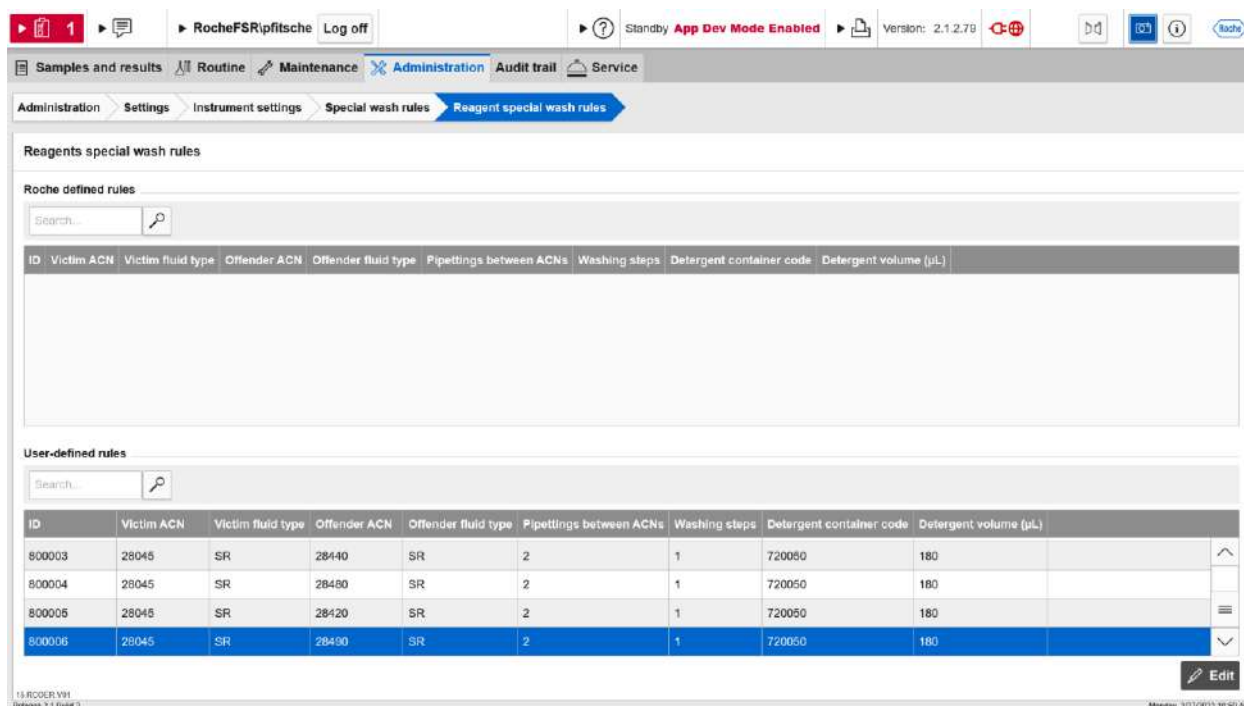 1 RocheFSR\pfitsche Log off Standby App Dev Mode Enabled Version: 2.1.2.79 Roche
Samples and results Routine Maintenance Administration Audit trail Service
Administration Settings Instrument settings Special wash rules Reagent special wash rules
Reagents special wash rules
Roche defined rules
Search...
ID Victim ACN Victim fluid type Offender ACN Offender fluid type Pipettings between ACNs Washing steps Detergent container code Detergent volume (µL)
User-defined rules
Search...
ID Victim ACN Victim fluid type Offender ACN Offender fluid type Pipettings between ACNs Washing steps Detergent container code Detergent volume (µL)
800003 28045 SR 28440 SR 2 1 720050 180
800004 28045 SR 28480 SR 2 1 720050 180
800005 28045 SR 28420 SR 2 1 720050 180
800006 28045 SR 28490 SR 2 1 720050 180
Edit
Monday,